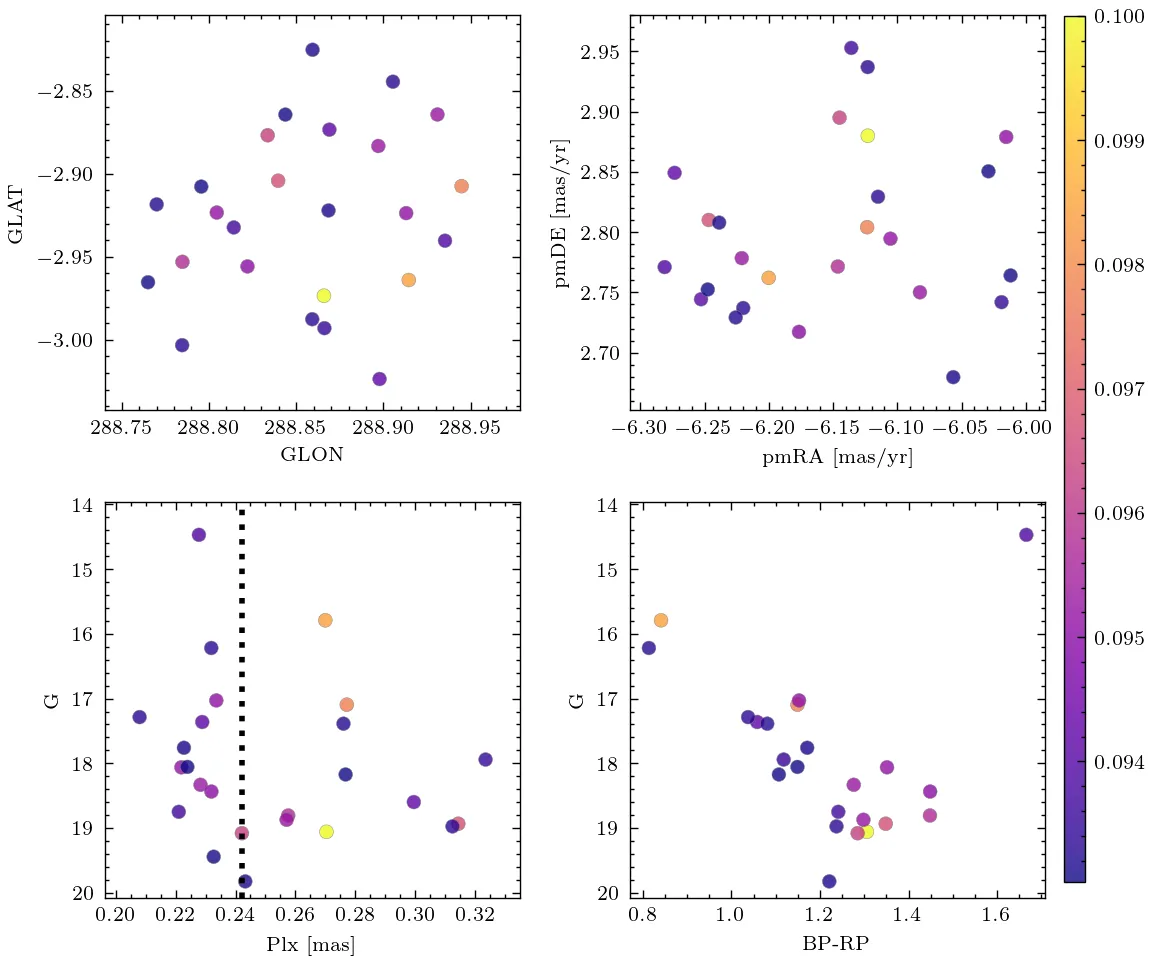 −2.85
−2.90
−2.95
−3.00
GLAT
288.75 288.80 288.85 288.90 288.95
GLON
2.95
2.90
2.85
2.80
2.75
2.70
pmDE [mas/yr]
−6.30 −6.25 −6.20 −6.15 −6.10 −6.05 −6.00
pmRA [mas/yr]
0.100
0.099
0.098
0.097
0.096
0.095
0.094
14
15
16
17
18
19
20
G
0.20 0.22 0.24 0.26 0.28 0.30 0.32
Plx [mas]
14
15
16
17
18
19
20
G
0.8 1.0 1.2 1.4 1.6
BP-RP